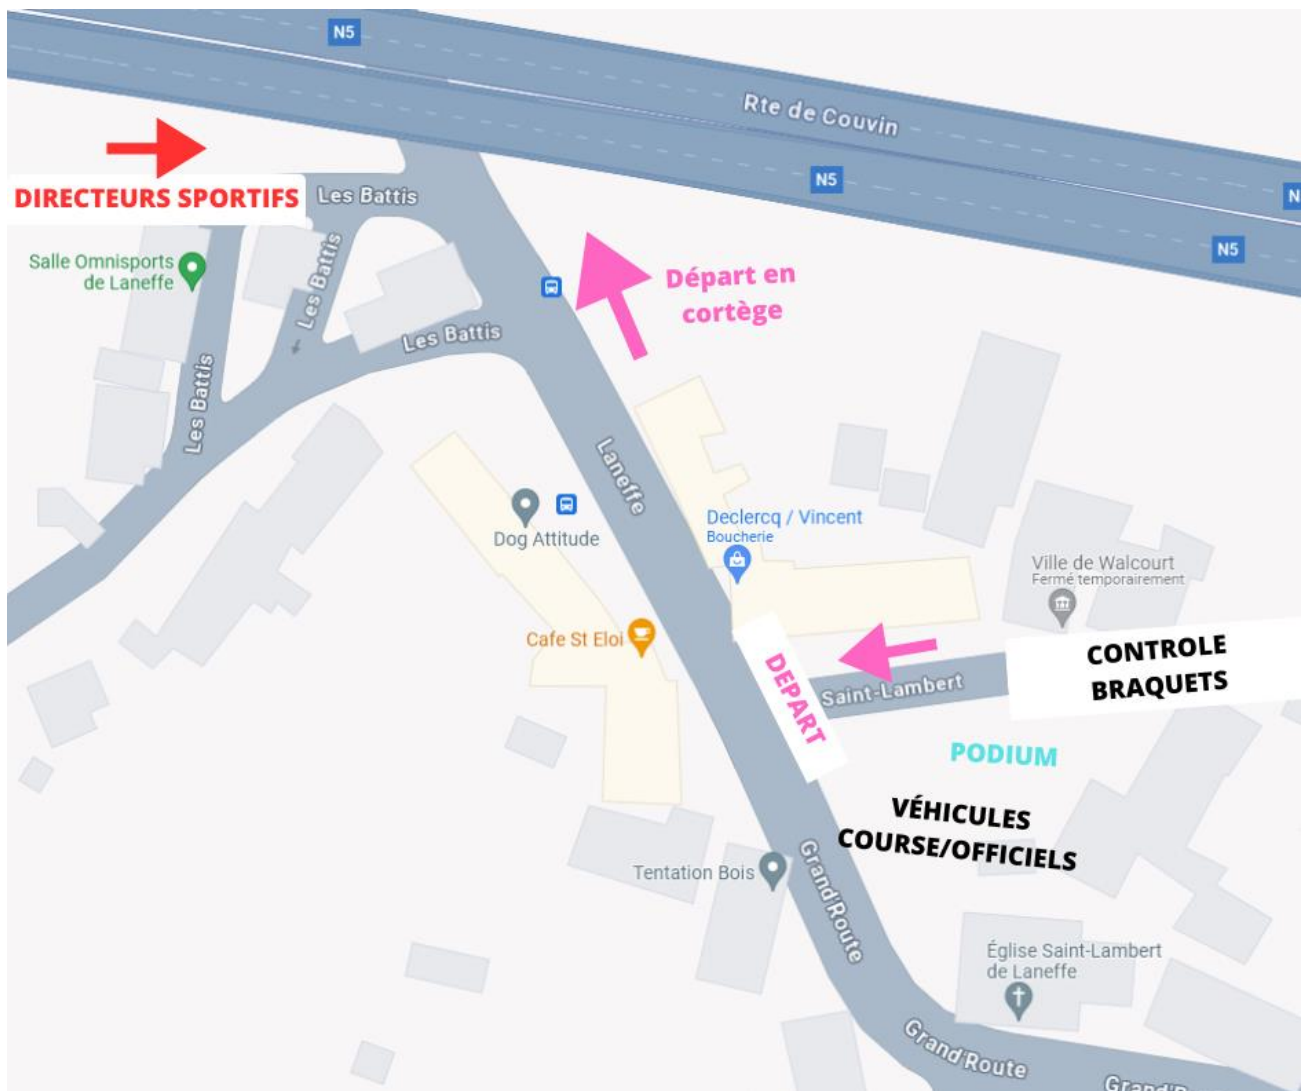 N5
Rte de Couvin
N5
N
N5
DIRECTEURS SPORTIFS
Les Battis
Salle Omnisports
de Laneffe
Les Battis
Départ en
cortège
Les Battis
Les Battis
Laneffe
Dog Attitude
Declercq / Vincent
Boucherie
Ville de Walcourt
Fermé temporairement
Cafe St Eloi
CONTROLE
BRAQUETS
DEPART
Saint-Lambert
PODIUM
VÉHICULES
COURSE/OFFICIELS
Tentation Bois
Grand'Route
Église Saint-Lambert
de Laneffe
Grand'Route
Grand'